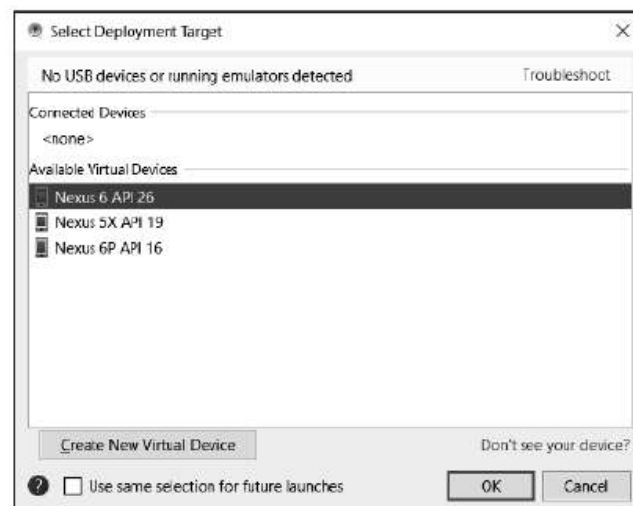 Select Deployment Target
No USB devices or running emulators detected Troubleshoot
Connected Devices
<none>
Available Virtual Devices
Nexus 6 API 26
Nexus 5X API 19
Nexus 6P API 16
Create New Virtual Device Don't see your device?
? Use same selection for future launches OK Cancel